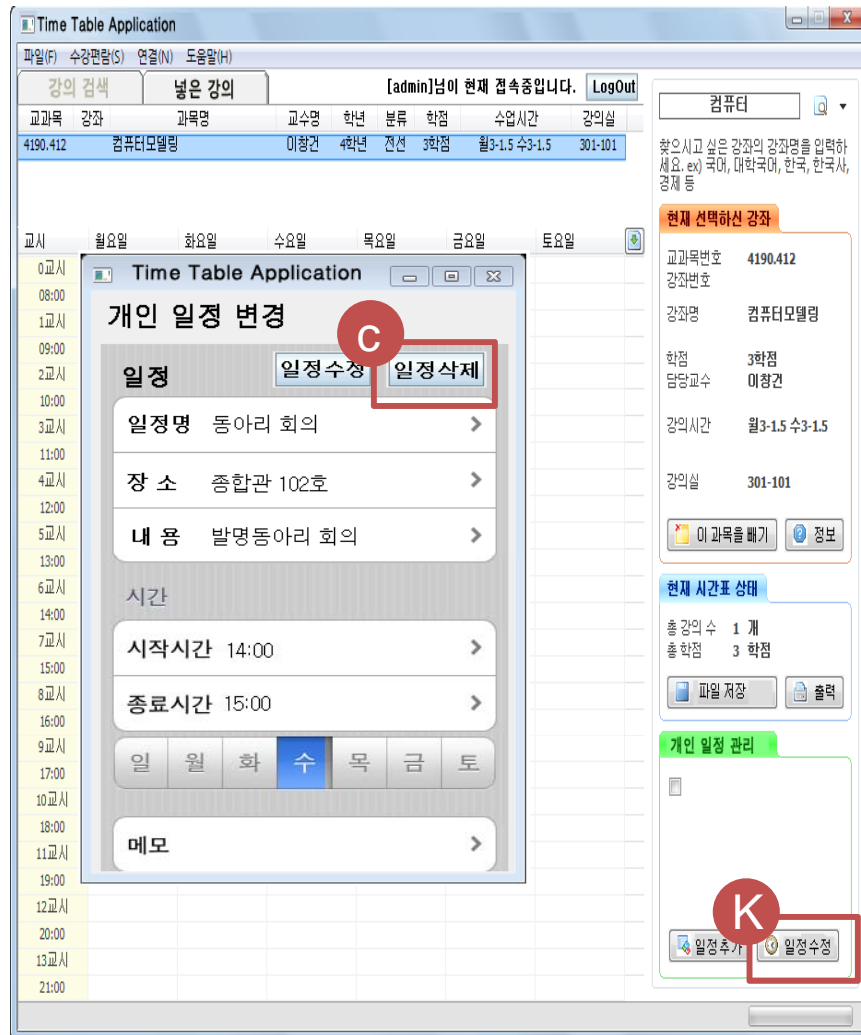 Time Table Application
파일(F) 수강편람(S) 연결(N) 도움말(H)
강의 검색 넣은 강의 [admin]님이 현재 접속중입니다. LogOut
교과목 강좌 과목명 교수명 학년 분류 학점 수업시간 강의실
4190.412 컴퓨터모델링 이창건 4학년 전선 3학점 월3-1.5 수3-1.5 301-101
교시 월요일 화요일 수요일 목요일 금요일 토요일
0교시
08:00
1교시
09:00
2교시
10:00
3교시
11:00
4교시
12:00
5교시
13:00
6교시
14:00
7교시
15:00
8교시
16:00
9교시
17:00
10교시
18:00
11교시
19:00
12교시
20:00
13교시
21:00
Time Table Application
개인 일정 변경
C
일정 일정수정 일정삭제
일정명 동아리 회의
장 소 종합관 102호
내 용 발명동아리 회의
시간
시작시간 14:00
종료시간 15:00
일 월 화 수 목 금 토
메모
컴퓨터
찾으시고 싶은 강좌의 강좌명을 입력하
세요. ex) 국어, 대학국어, 한국, 한국사,
경제 등
현재 선택하신 강좌
교과목번호 4190.412
강좌번호
강좌명 컴퓨터모델링
학점 3학점
담당교수 이창건
강의시간 월3-1.5 수3-1.5
강의실 301-101
이 과목을 빼기 정보
현재 시간표 상태
총 강의 수 1 개
총 학점 3 학점
파일 저장 출력
개인 일정 관리
K
일정추가 일정수정